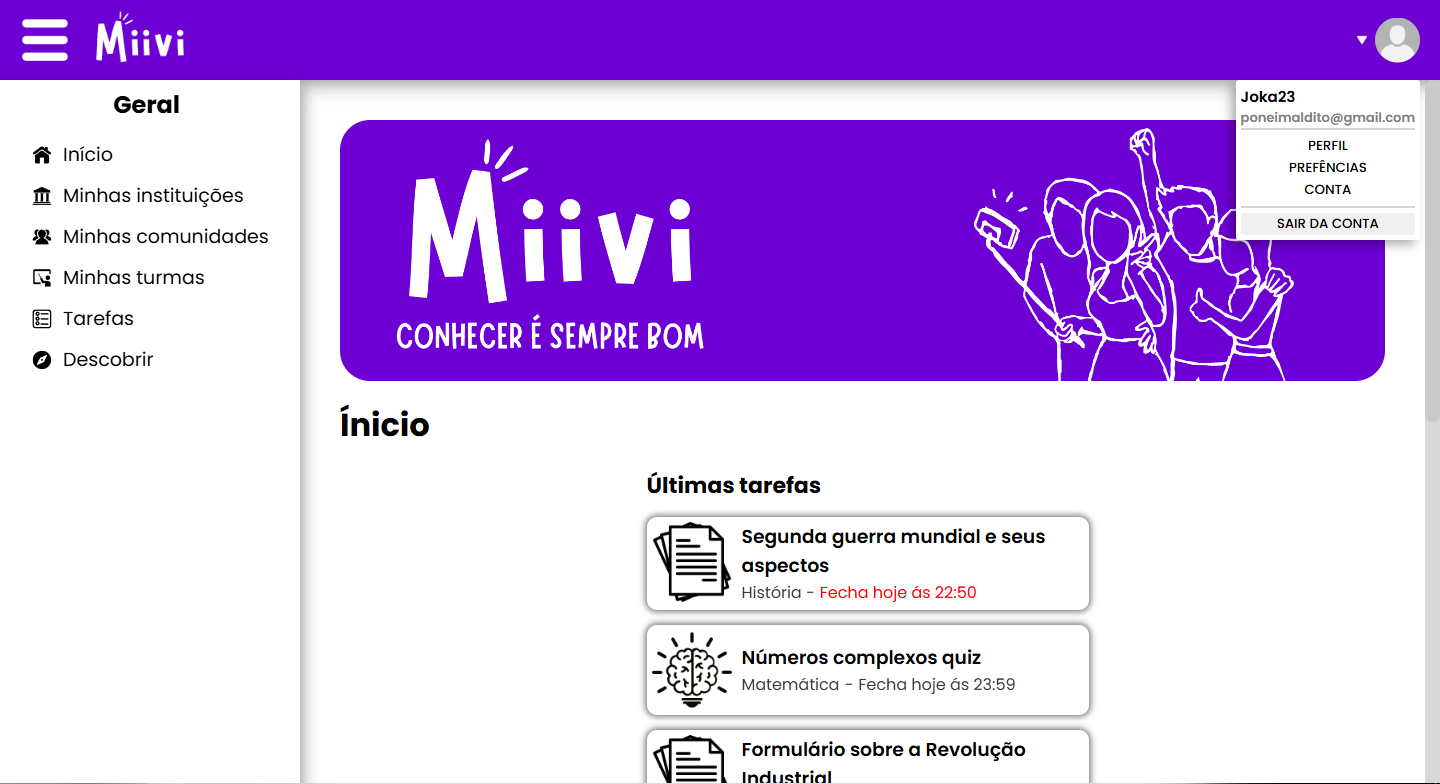 Miivi
Joka23
poneimaldito@gmail.com
PERFIL
PREFÊNCIAS
CONTA
SAIR DA CONTA
Geral
Início
Minhas instituições
Minhas comunidades
Minhas turmas
Tarefas
Descobrir
Miivi
CONHECER É SEMPRE BOM
Ínicio
Últimas tarefas
Segunda guerra mundial e seus
aspectos
História - Fecha hoje ás 22:50
Números complexos quiz
Matemática - Fecha hoje ás 23:59
Formulário sobre a Revolução
Industrial